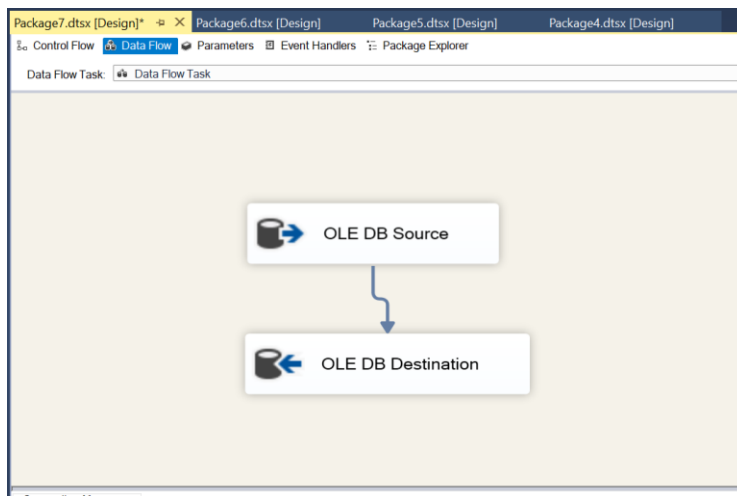 Package7.dtsx [Design]* Package6.dtsx [Design] Package5.dtsx [Design] Package4.dtsx [Design]
Control Flow Data Flow Parameters Event Handlers Package Explorer
Data Flow Task: Data Flow Task
OLE DB Source
OLE DB Destination